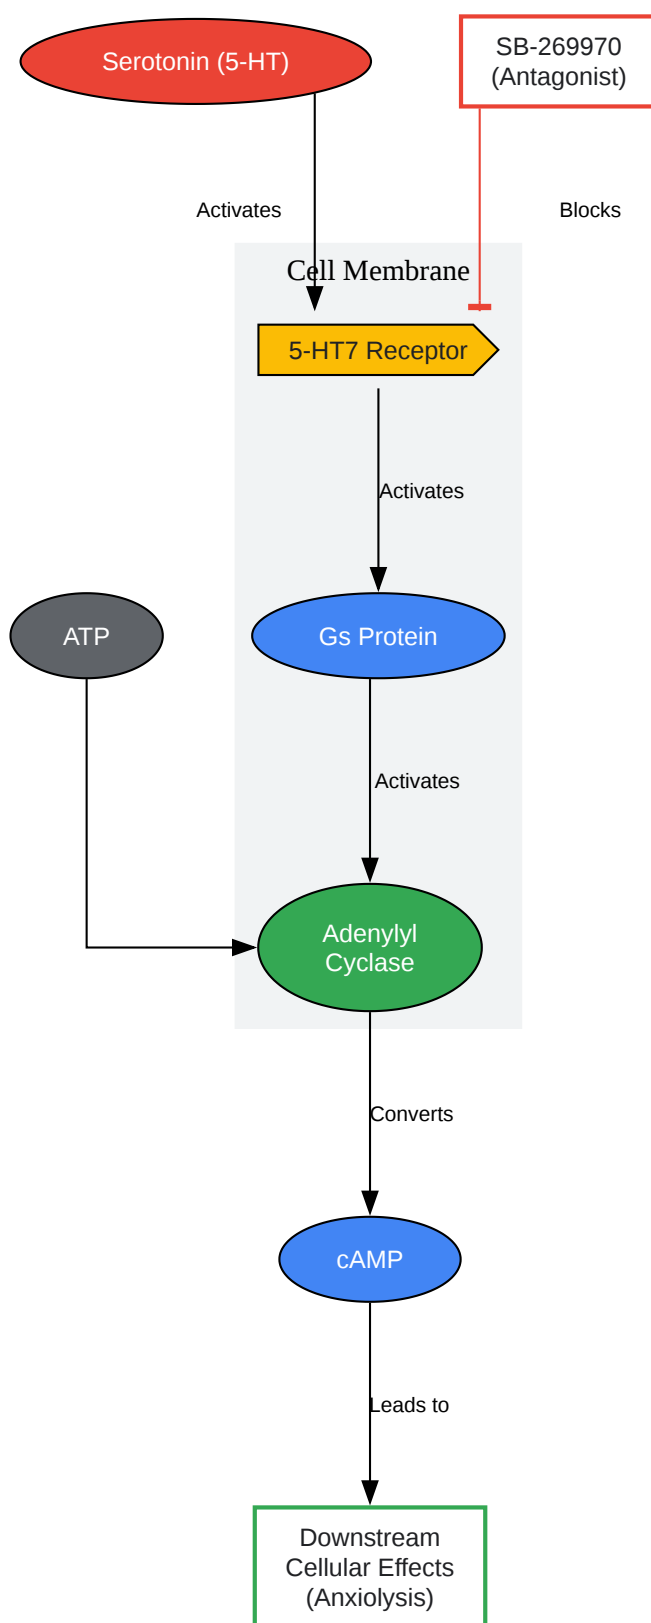 Serotonin (5-HT)
SB-269970
(Antagonist)
Activates
Blocks
Cell Membrane
5-HT7 Receptor
Activates
ATP
Gs Protein
Activates
Adenylyl
Cyclase
Converts
cAMP
Leads to
Downstream
Cellular Effects
(Anxiolysis)